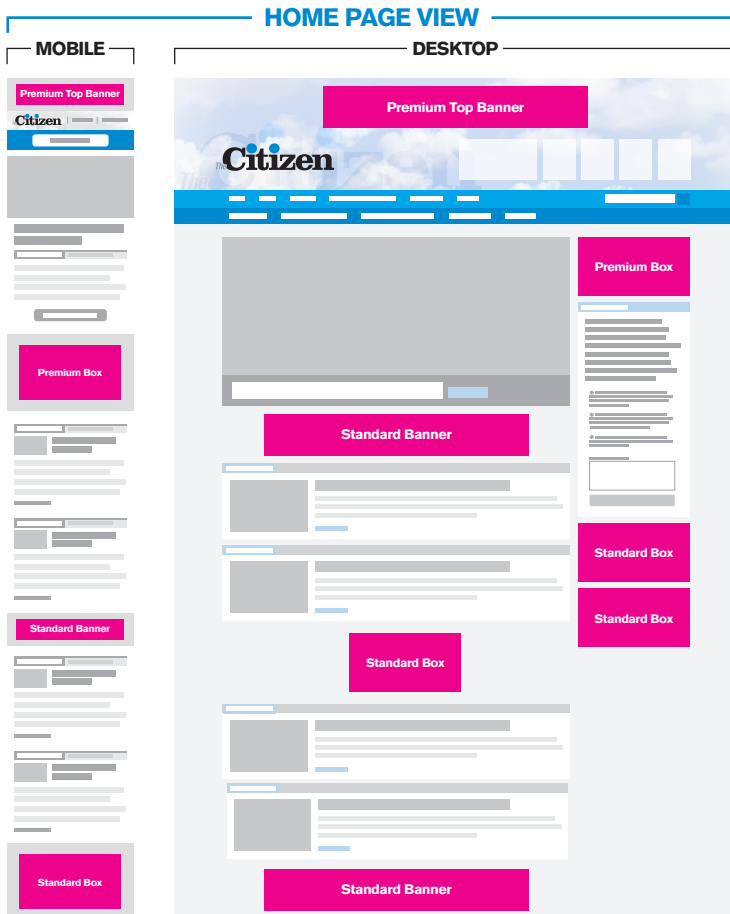 HOME PAGE VIEW
MOBILE
Premium Top Banner
Citizen
Premium Box
Standard Banner
Standard Box
DESKTOP
Premium Top Banner
The Citizen
Premium Box
Standard Banner
Standard Box
Standard Box
Standard Box
Standard Banner